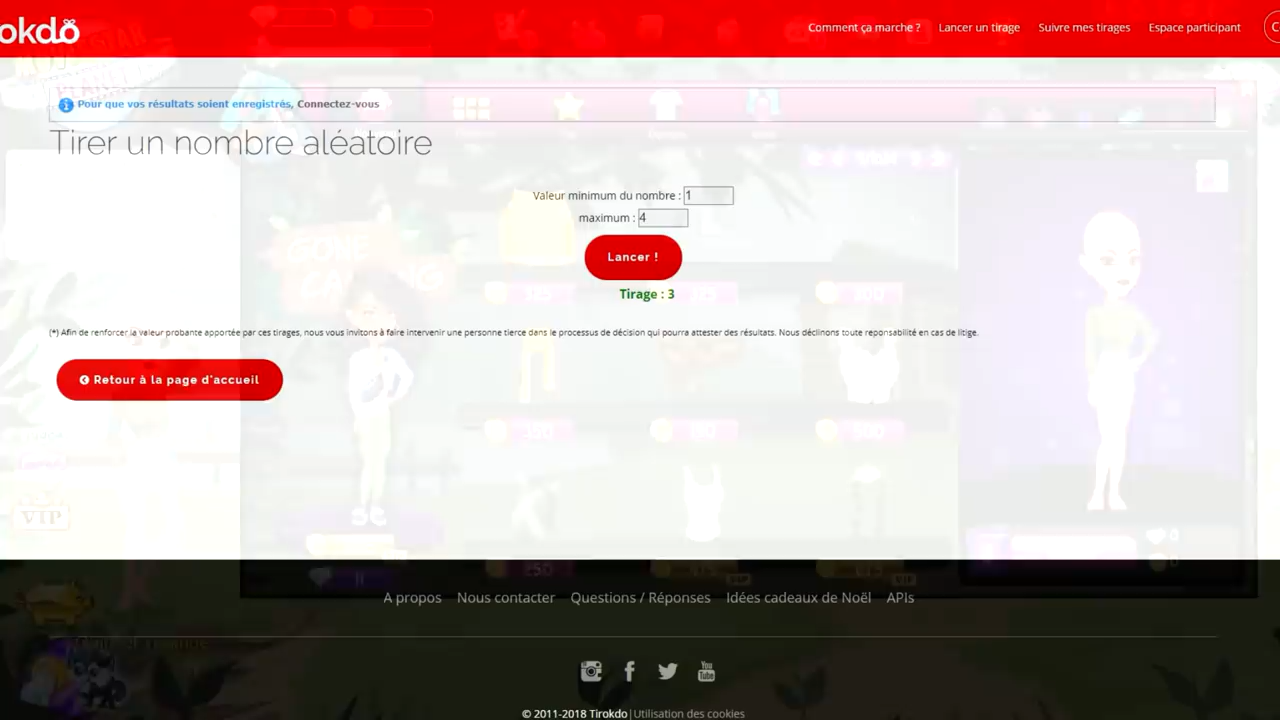 okdo
Comment ça marche ? Lancer un tirage Suivre mes tirages Espace participant C
Pour que vos résultats soient enregistrés, Connectez-vous
Tirer un nombre aléatoire
Valeur minimum du nombre : 1
maximum : 4
Lancer !
Tirage : 3
(*) Afin de renforcer la valeur probante apportée par ces tirages, nous vous invitons à faire intervenir une personne tierce dans le processus de décision qui pourra attester des résultats. Nous déclinons toute reponsabilité en cas de litige.
Retour à la page d'accueil
VIP
250
A propos Nous contacter Questions / Réponses Idées cadeaux de Noël APIs
You Tube
© 2011-2018 Tirokdo|Utilisation des cookies